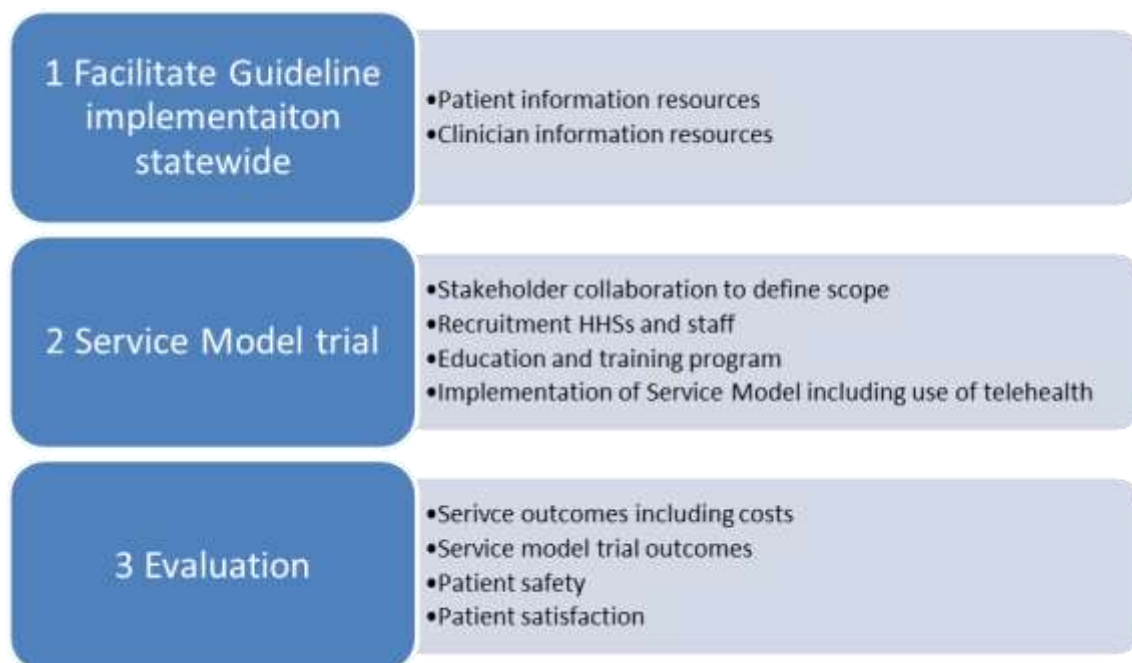 1 Facilitate Guideline
implementaiton
statewide
•Patient information resources
•Clinician information resources
2 Service Model trial
•Stakeholder collaboration to define scope
•Recruitment HHSs and staff
•Education and training program
•Implementation of Service Model including use of telehealth
3 Evaluation
•Serivce outcomes including costs
•Service model trial outcomes
•Patient safety
•Patient satisfaction